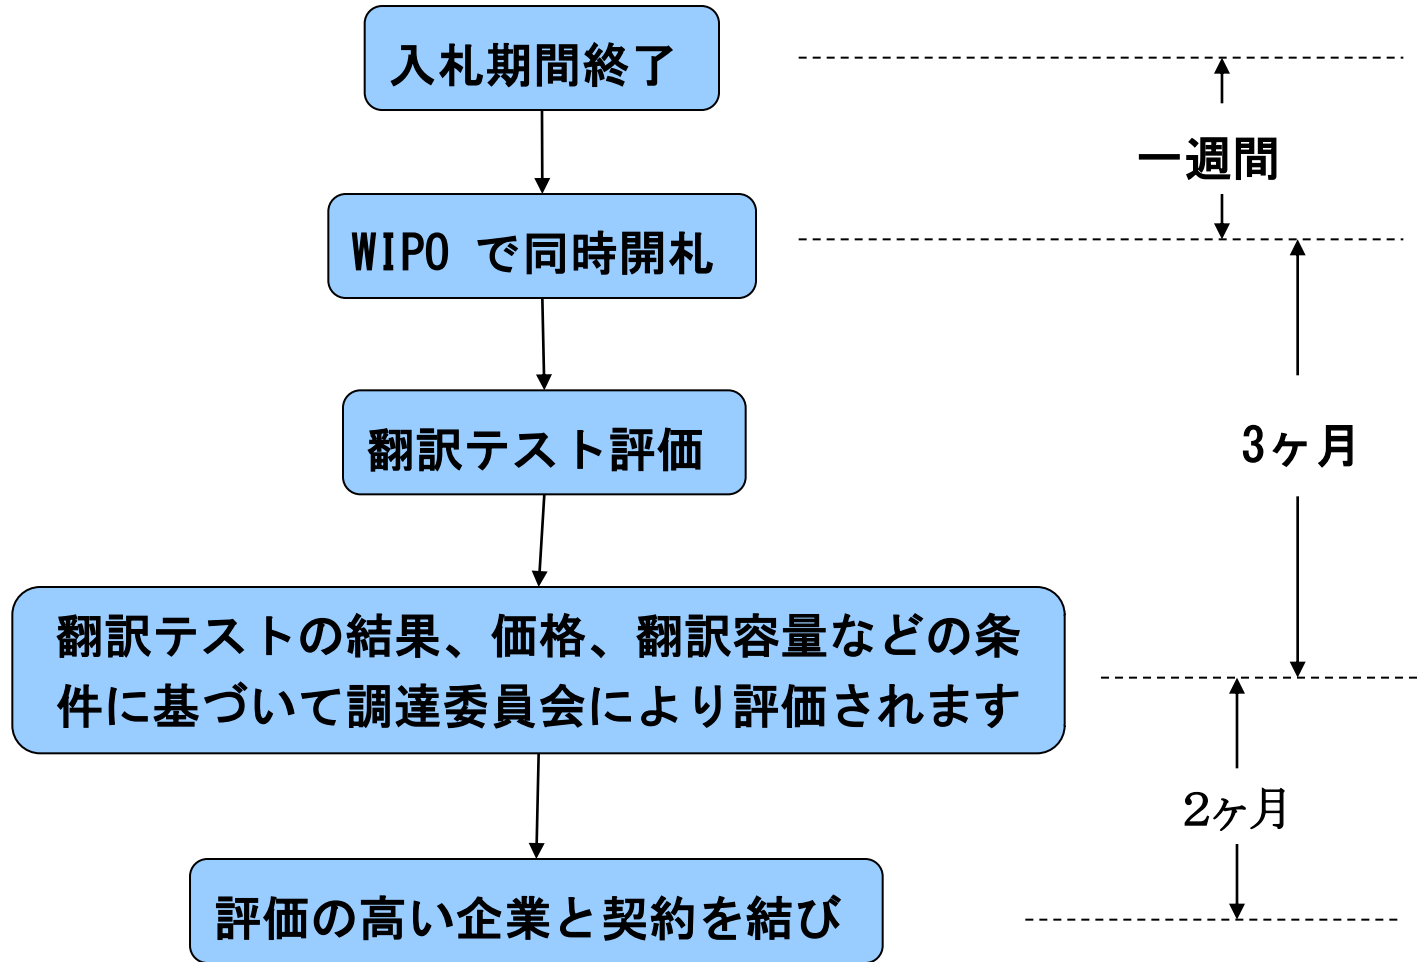 入札期間終了
一週間
WIPO で同時開札
翻訳テスト評価
3ヶ月
翻訳テストの結果、価格、翻訳容量などの条
件に基づいて調達委員会により評価されます
2ヶ月
評価の高い企業と契約を結び